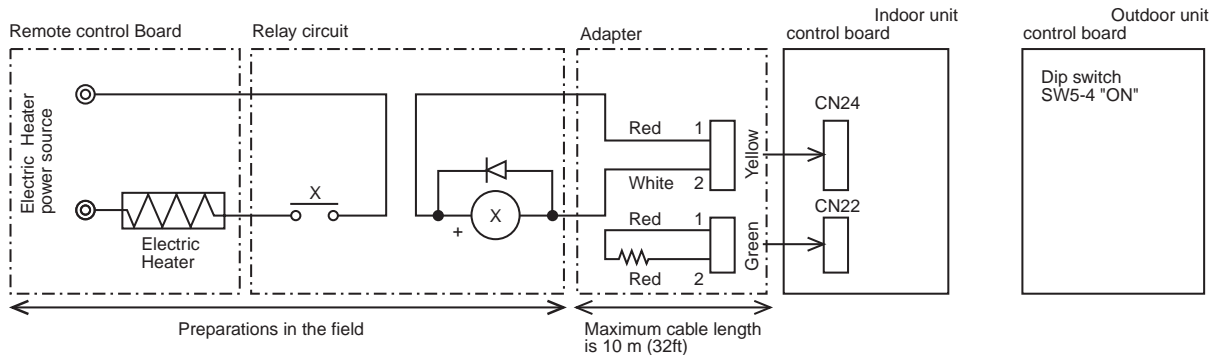 Remote control Board
Relay circuit
Adapter
Indoor unit
control board
Outdoor unit
control board
Electric Heater
power source
Electric
Heater
X
X
+
Red 1
White 2
Yellow
Red 1
Red 2
Green
CN24
CN22
Dip switch
SW5-4 "ON"
Preparations in the field
Maximum cable length
is 10 m (32ft)